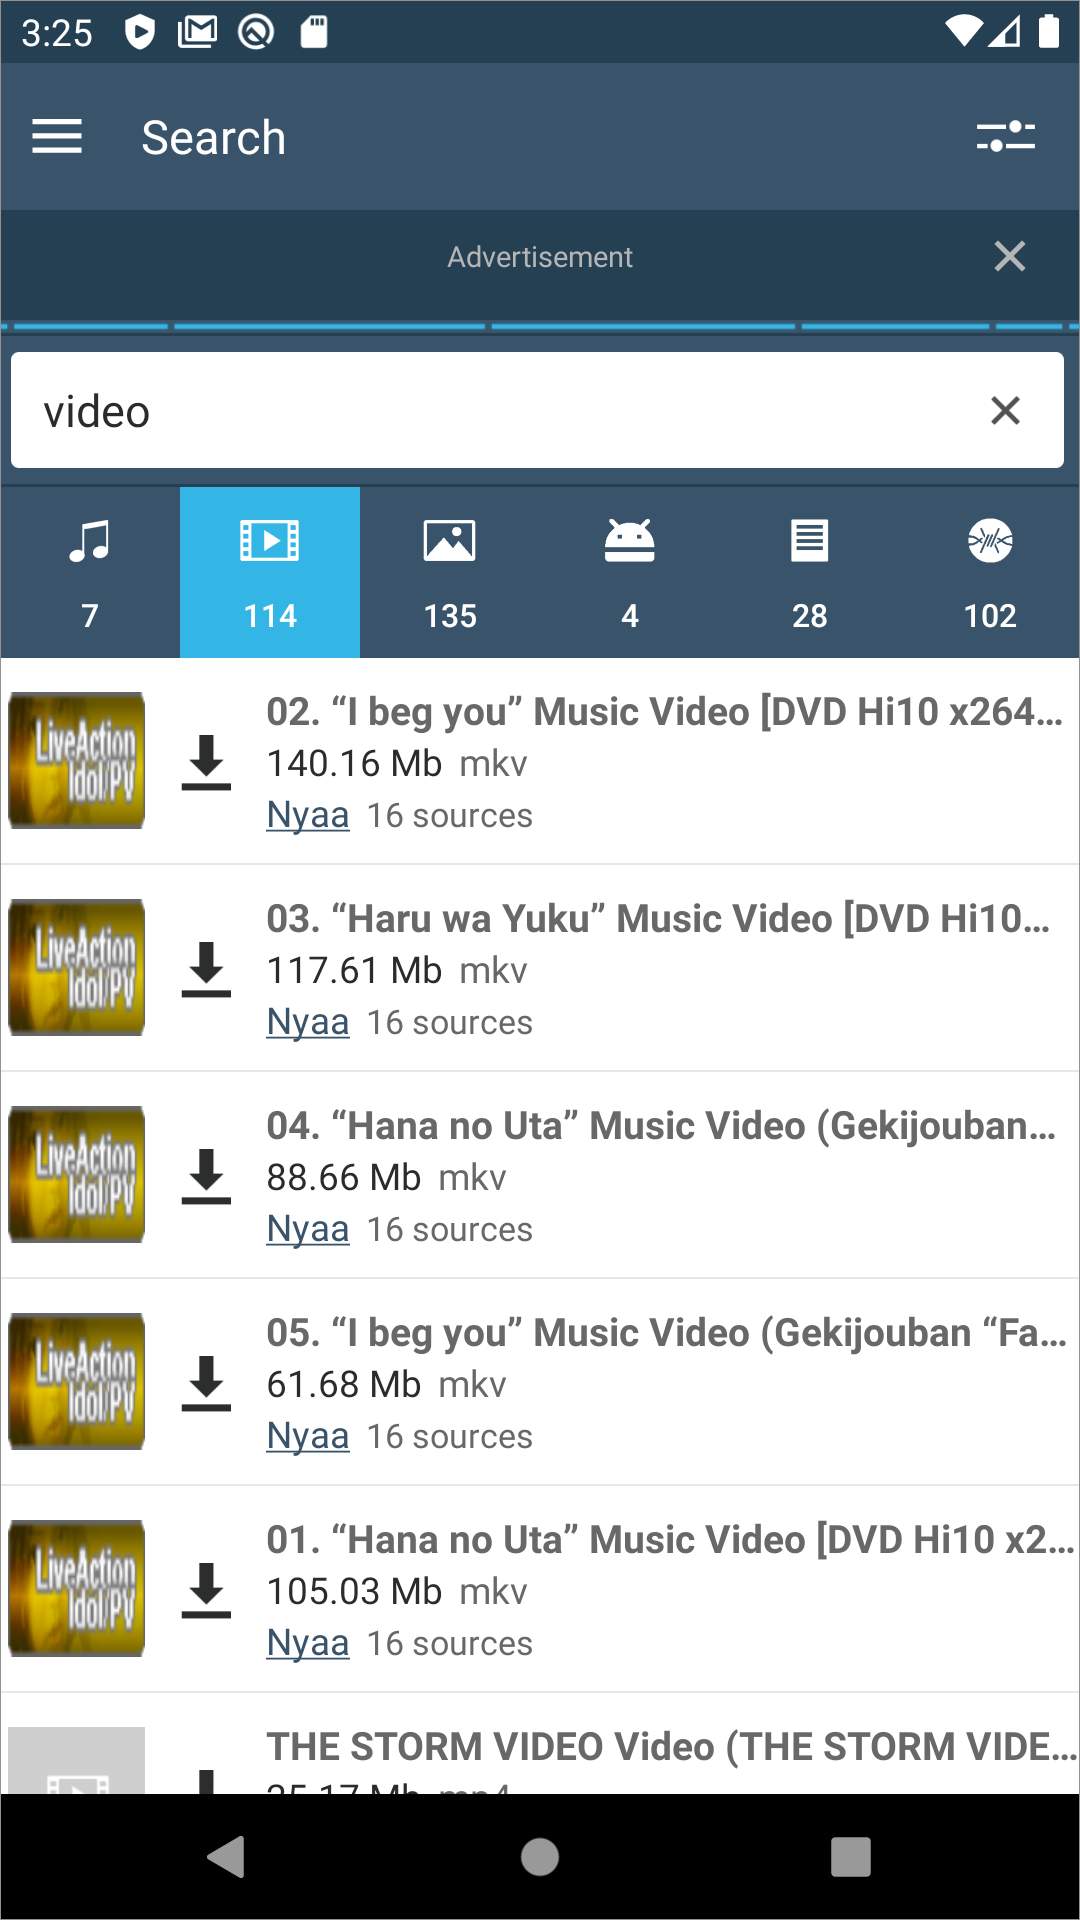 3:25
Search
Advertisement
video
7
114
135
4
28
102
LiveAction
Idol/PV
02. “I beg you” Music Video [DVD Hi10 x264...
140.16 Mb mkv
Nyaa 16 sources
LiveAction
Idol/PV
03. “Haru wa Yuku” Music Video [DVD Hi10...
117.61 Mb mkv
Nyaa 16 sources
LiveAction
Idol/PV
04. “Hana no Uta” Music Video (Gekijouban...
88.66 Mb mkv
Nyaa 16 sources
LiveAction
Idol/PV
05. “I beg you” Music Video (Gekijouban “Fa...
61.68 Mb mkv
Nyaa 16 sources
LiveAction
Idol/PV
01. “Hana no Uta” Music Video [DVD Hi10 x2...
105.03 Mb mkv
Nyaa 16 sources
THE STORM VIDEO Video (THE STORM VIDE...
Mb mp4